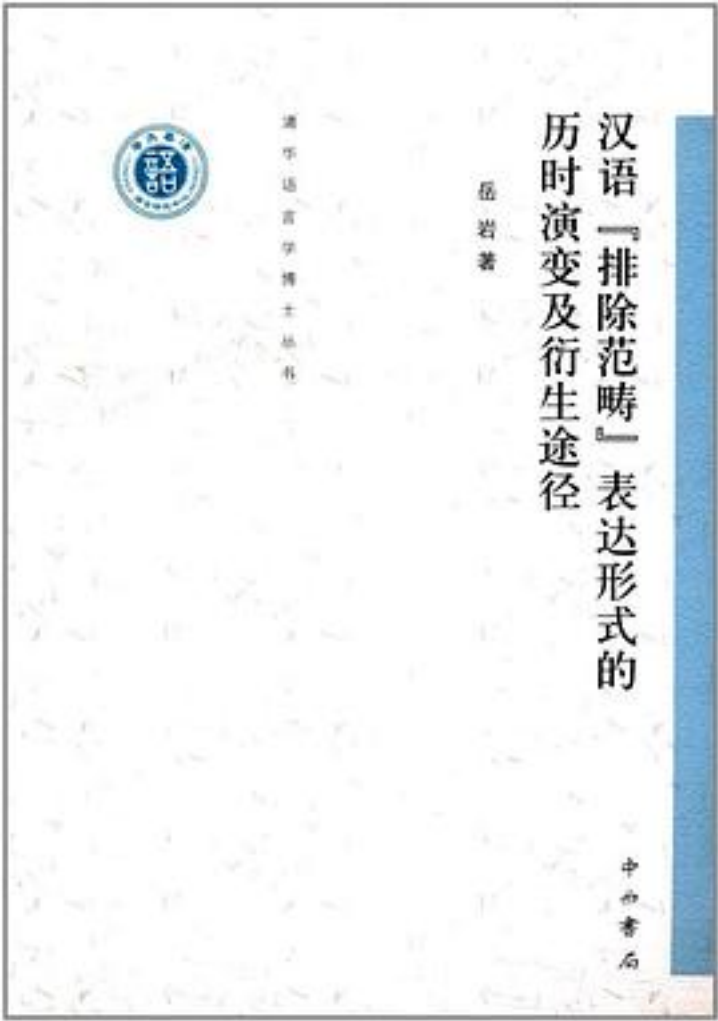 汉语『排除范畴』表达形式的
历时演变及衍生途径
岳岩著
清华语言学博士丛书
語
中西书局